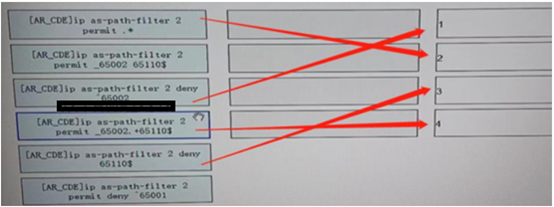 [AR_CDE]ip as-path-filter 2
permit .*
1
[AR_CDE]ip as-path-filter 2
permit _65002 65110$
2
[AR_CDE]ip as-path-filter 2 deny
^65002
3
[AR_CDE]ip as-path-filter 2
permit _65002.+65110$
4
[AR_CDE]ip as-path-filter 2 deny
65110$
[AR_CDE]ip as-path-filter 2
permit deny ^65001